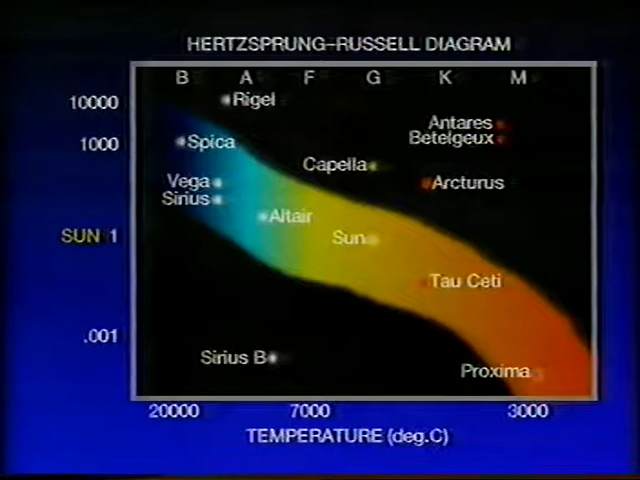 HERTZSPRUNG-RUSSELL DIAGRAM
B A F G K M
10000
Rigel
Antares
1000
Spica
Betelgeux
Capella
Vega
Arcturus
Sirius
Altair
SUN 1
Sun
Tau Ceti
.001
Sirius B
Proxima
20000 7000 3000
TEMPERATURE (deg.C)